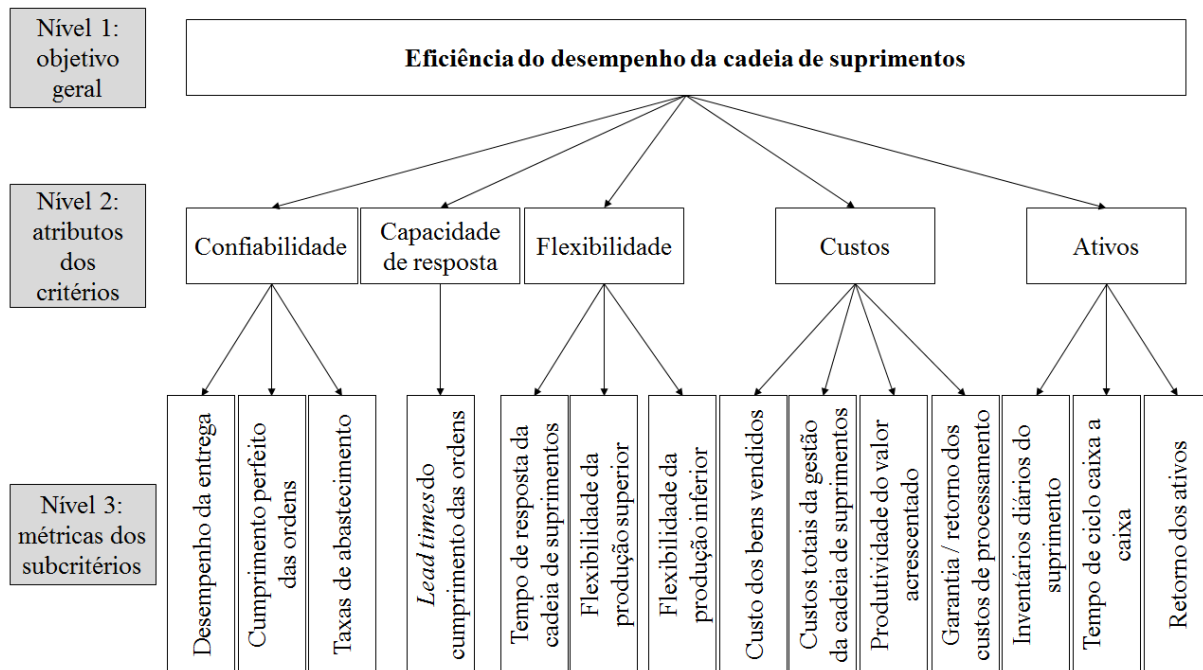 Nível 1:
objetivo
geral
Eficiência do desempenho da cadeia de suprimentos
Nível 2:
atributos
dos
critérios
Confiabilidade
Capacidade
de resposta
Flexibilidade
Custos
Ativos
Nível 3:
métricas dos
subcritérios
Desempenho da entrega
Cumprimento perfeito
das ordens
Taxas de abastecimento
Lead times do
cumprimento das ordens
Tempo de resposta da
cadeia de suprimentos
Flexibilidade da
produção superior
Flexibilidade da
produção inferior
Custo dos bens vendidos
Custos totais da gestão
da cadeia de suprimentos
Produtividade do valor
acrescentado
Garantia / retorno dos
custos de processamento
Inventários diários do
suprimento
Tempo de ciclo caixa a
caixa
Retorno dos ativos